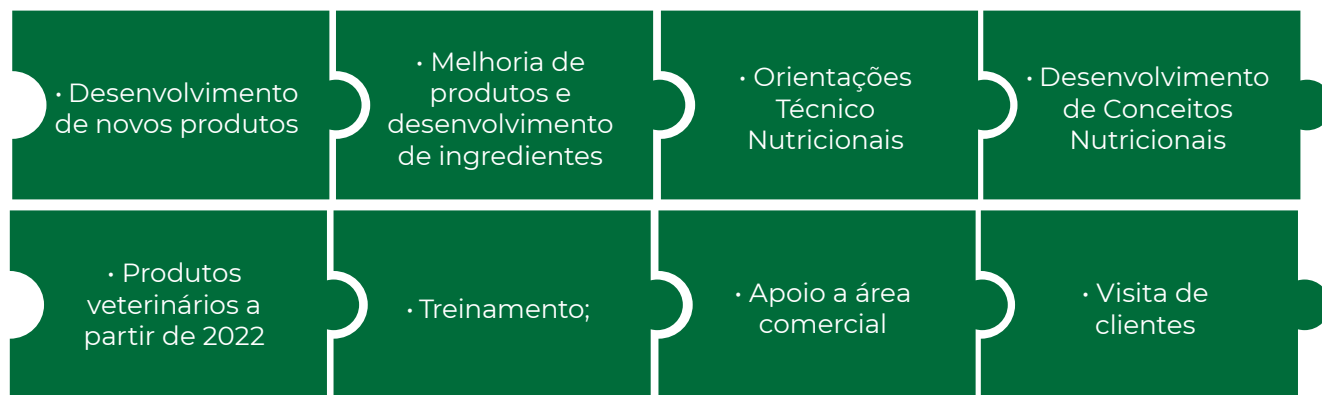 · Desenvolvimento
de novos produtos
· Melhoria de
produtos e
desenvolvimento
de ingredientes
· Orientações
Técnico
Nutricionais
· Desenvolvimento
de Conceitos
Nutricionais
· Produtos
veterinários a
partir de 2022
· Treinamento;
· Apoio a área
comercial
· Visita de
clientes